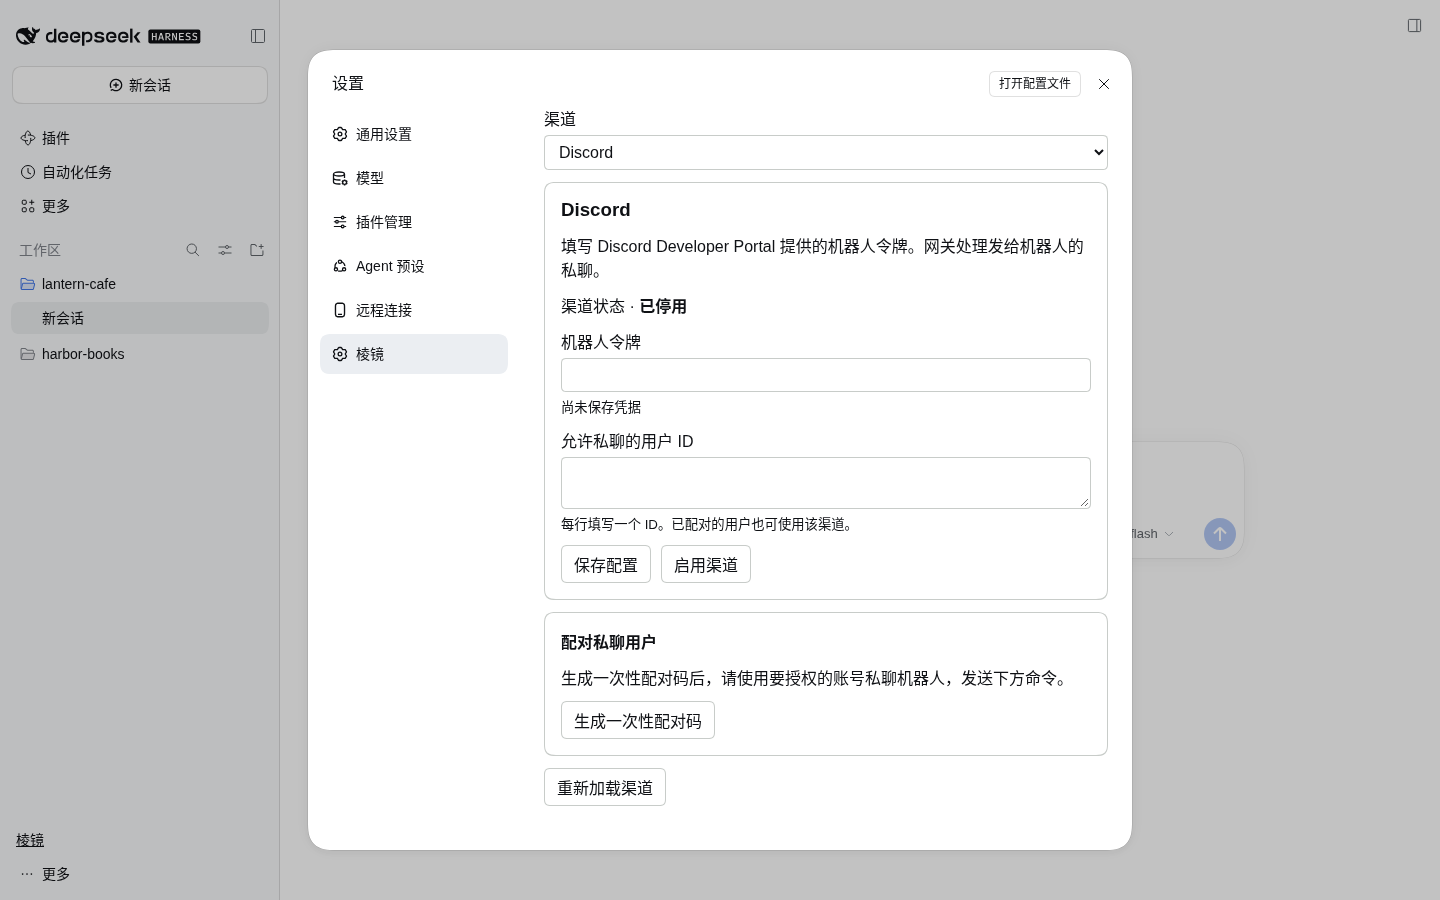 deepseek HARNESS
新会话
插件
自动化任务
更多
工作区
lantern-cafe
新会话
harbor-books
棱镜
更多
设置
打开配置文件
通用设置
模型
插件管理
Agent 预设
远程连接
棱镜
渠道
Discord
Discord
填写 Discord Developer Portal 提供的机器人令牌。网关处理发给机器人的
私聊。
渠道状态 · 已停用
机器人令牌
尚未保存凭据
允许私聊的用户 ID
每行填写一个 ID。已配对的用户也可使用该渠道。
保存配置
启用渠道
配对私聊用户
生成一次性配对码后，请使用要授权的账号私聊机器人，发送下方命令。
生成一次性配对码
重新加载渠道
flash